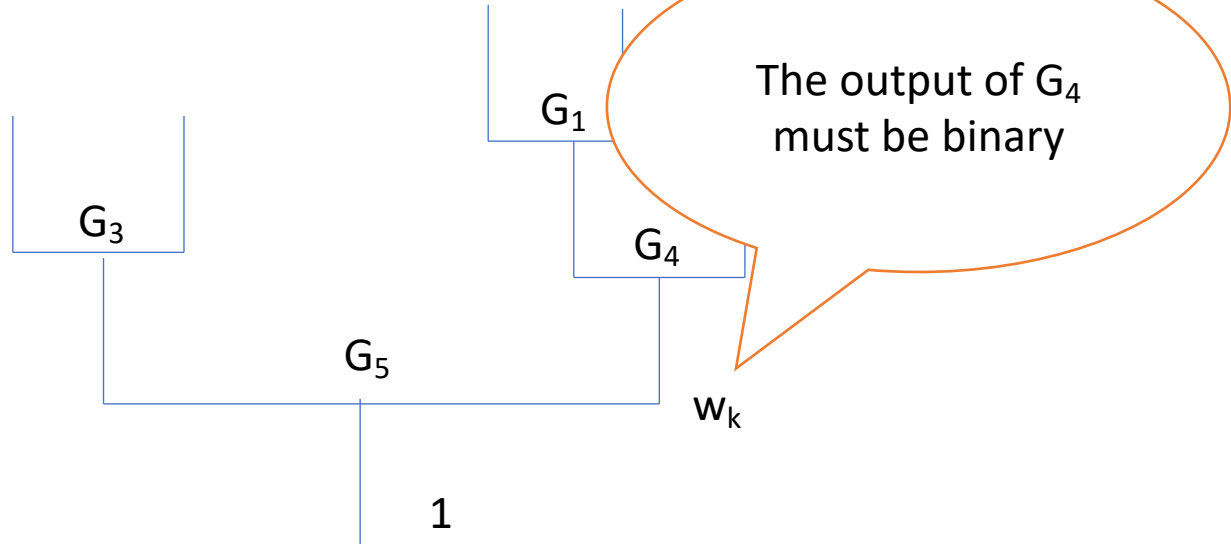 The output of G₄
must be binary
G₁
G₃
G₄
G₅
wₖ
1